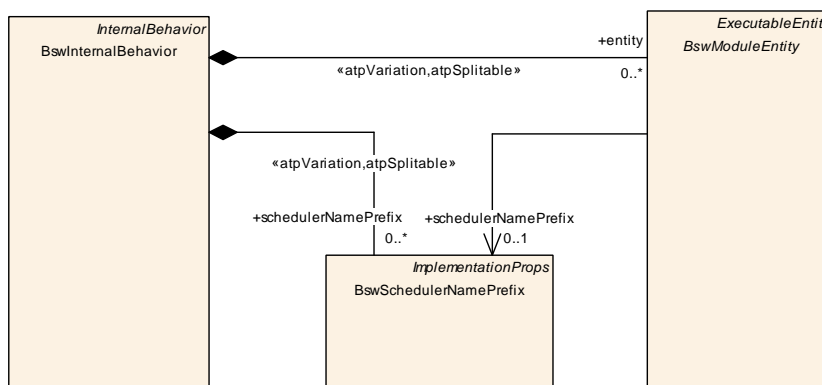 InternalBehavior
BswInternalBehavior
ExecutableEntit
BswModuleEntity
+entity
«atpVariation,atpSplitable»
0..*
«atpVariation,atpSplitable»
+schedulerNamePrefix
0..*
+schedulerNamePrefix
0..1
ImplementationProps
BswSchedulerNamePrefix